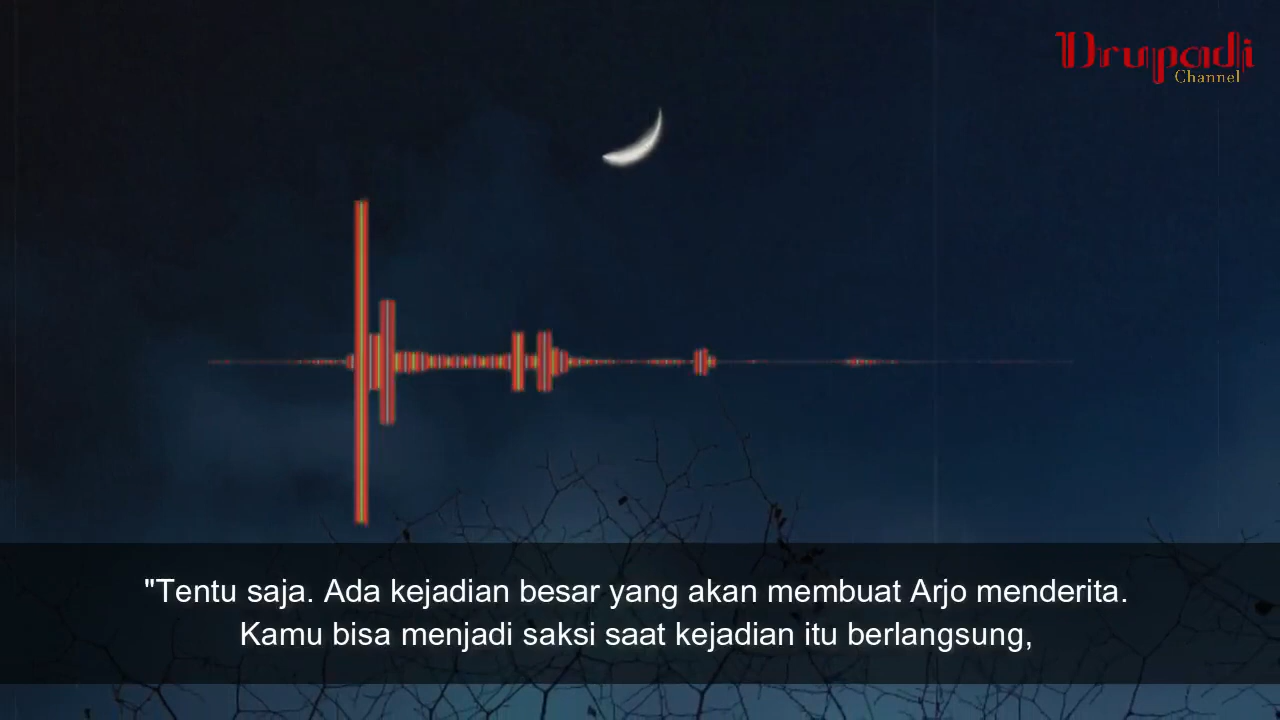 Drupadi
Channel
"Tentu saja. Ada kejadian besar yang akan membuat Arjo menderita.
Kamu bisa menjadi saksi saat kejadian itu berlangsung,